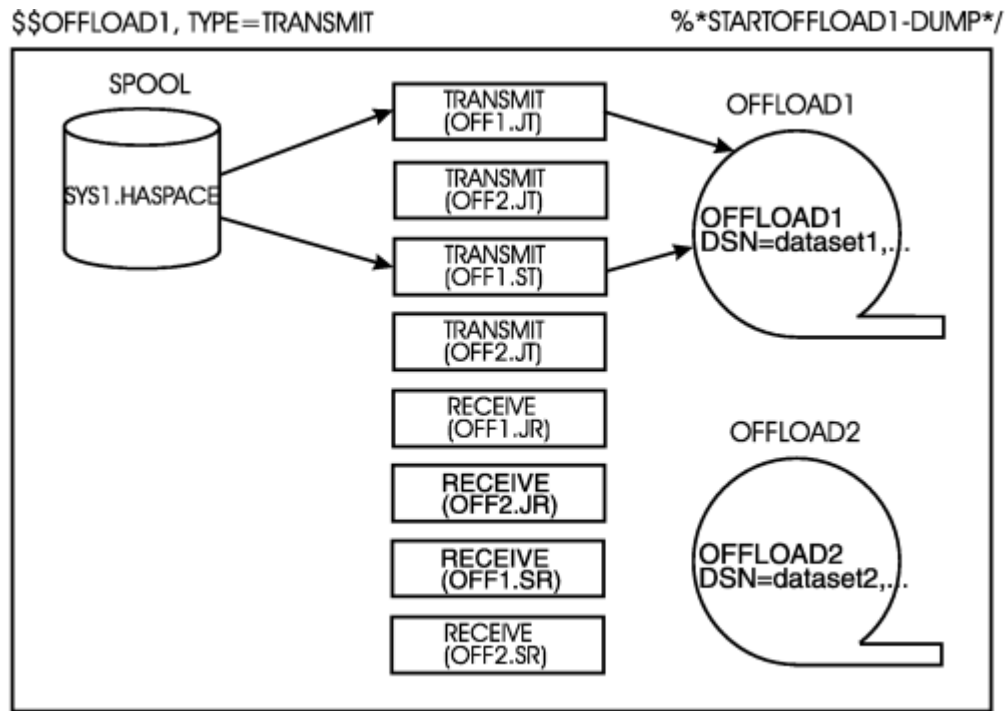 $$OFFLOAD1, TYPE=TRANSMIT
%*STARTOFFLOAD1-DUMP*/
SPOOL
SYS1.HASPACE
TRANSMIT
(OFF1.JT)
TRANSMIT
(OFF2.JT)
TRANSMIT
(OFF1.ST)
TRANSMIT
(OFF2.JT)
RECEIVE
(OFF1.JR)
RECEIVE
(OFF2.JR)
RECEIVE
(OFF1.SR)
RECEIVE
(OFF2.SR)
OFFLOAD1
OFFLOAD1
DSN=dataset1,...
OFFLOAD2
OFFLOAD2
DSN=dataset2,...